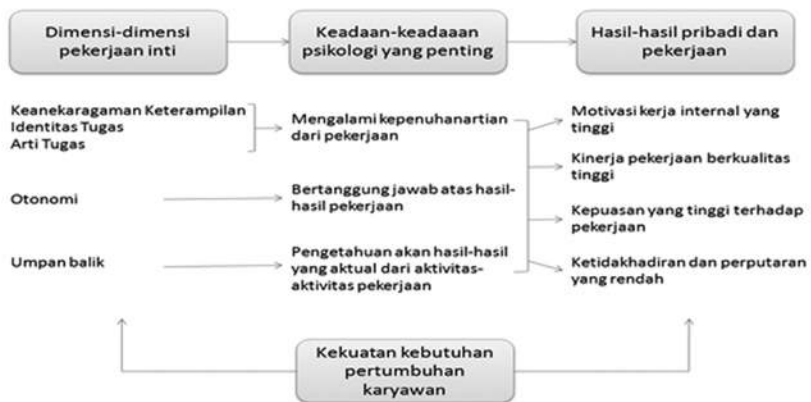 Dimensi-dimensi
pekerjaan inti
Keadaan-keadaaan
psikologi yang penting
Hasil-hasil pribadi dan
pekerjaan
Keanekaragaman Keterampilan
Identitas Tugas
Arti Tugas
Mengalami kepenuhanartian
dari pekerjaan
Motivasi kerja internal yang
tinggi
Kinerja pekerjaan berkualitas
tinggi
Otonomi
Bertanggung jawab atas hasil-
hasil pekerjaan
Kepuasan yang tinggi terhadap
pekerjaan
Umpan balik
Pengetahuan akan hasil-hasil
yang aktual dari aktivitas-
aktivitas pekerjaan
Ketidakhadiran dan perputaran
yang rendah
Kekuatan kebutuhan
pertumbuhan
karyawan